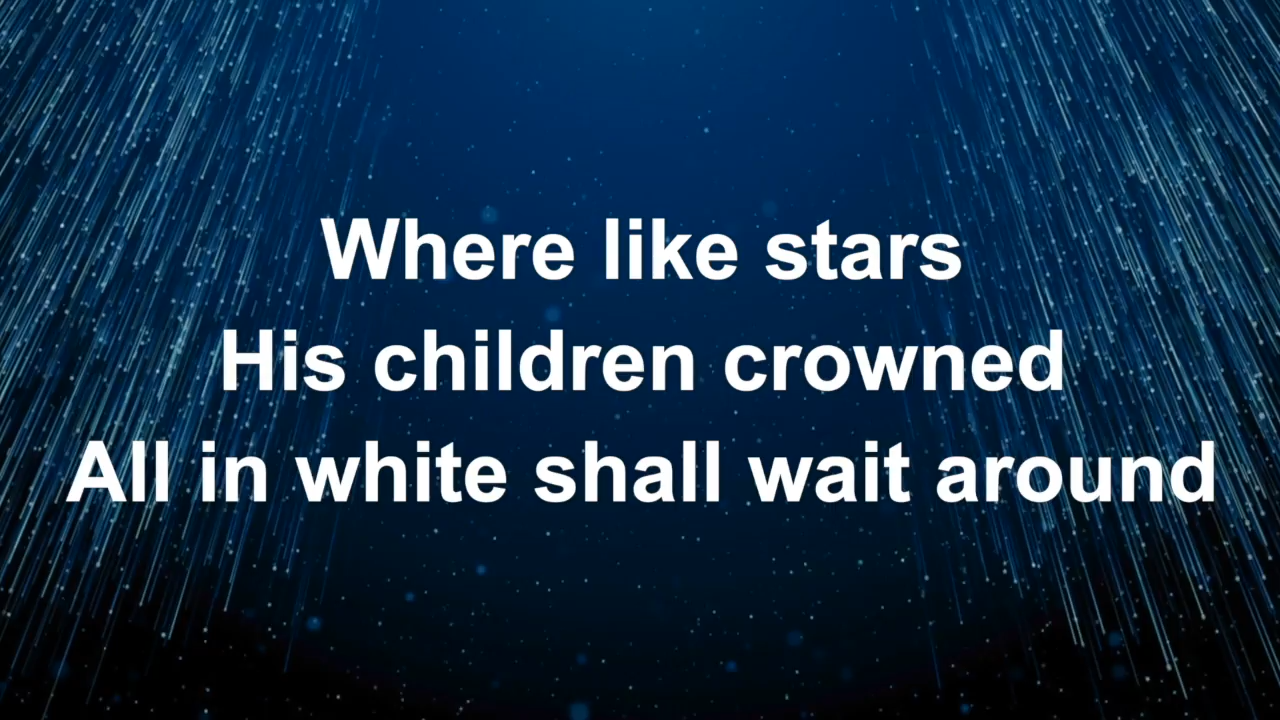 Where like stars
His children crowned
All in white shall wait around